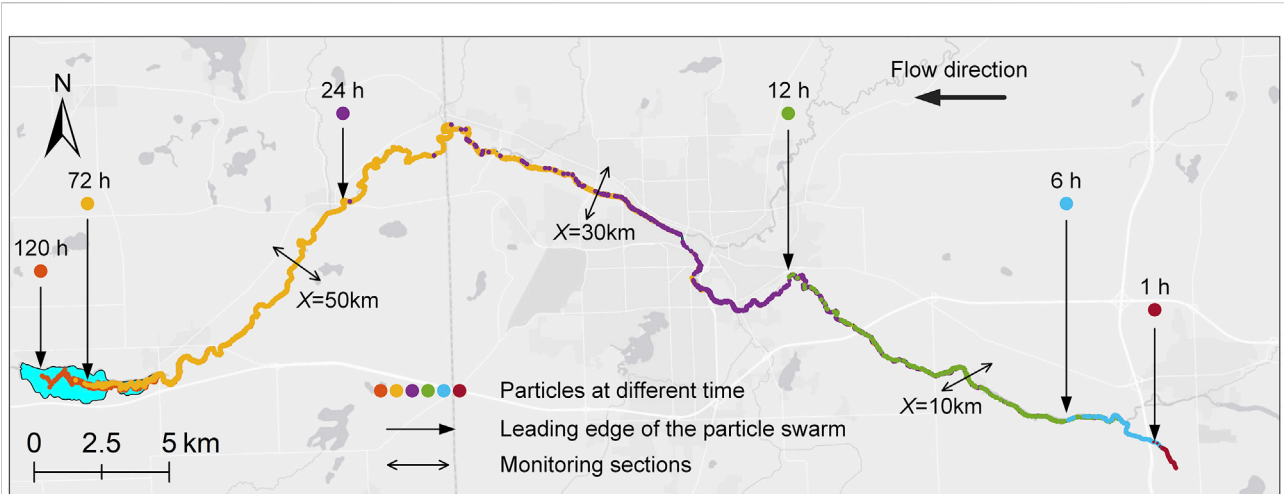 Flow direction
N
24 h
12 h
72 h
6 h
X=30km
120 h
1 h
X=50km
X=10km
Particles at different time
Leading edge of the particle swarm
Monitoring sections
0 2.5 5 km